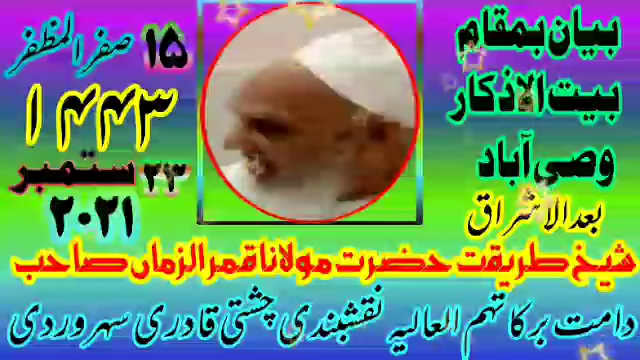 بیان بمقام
بیت الاذکار
وصی آباد
بعد الاشراق
۱۵ صفر المظفر
۱۴۴۳
۲۳ ستمبر
۲۰۲۱
شیخ طریقت حضرت مولانا قمر الزماں صاحب
دامت برکاتہم العالیہ نقشبندی چشتی قادری سہروردی